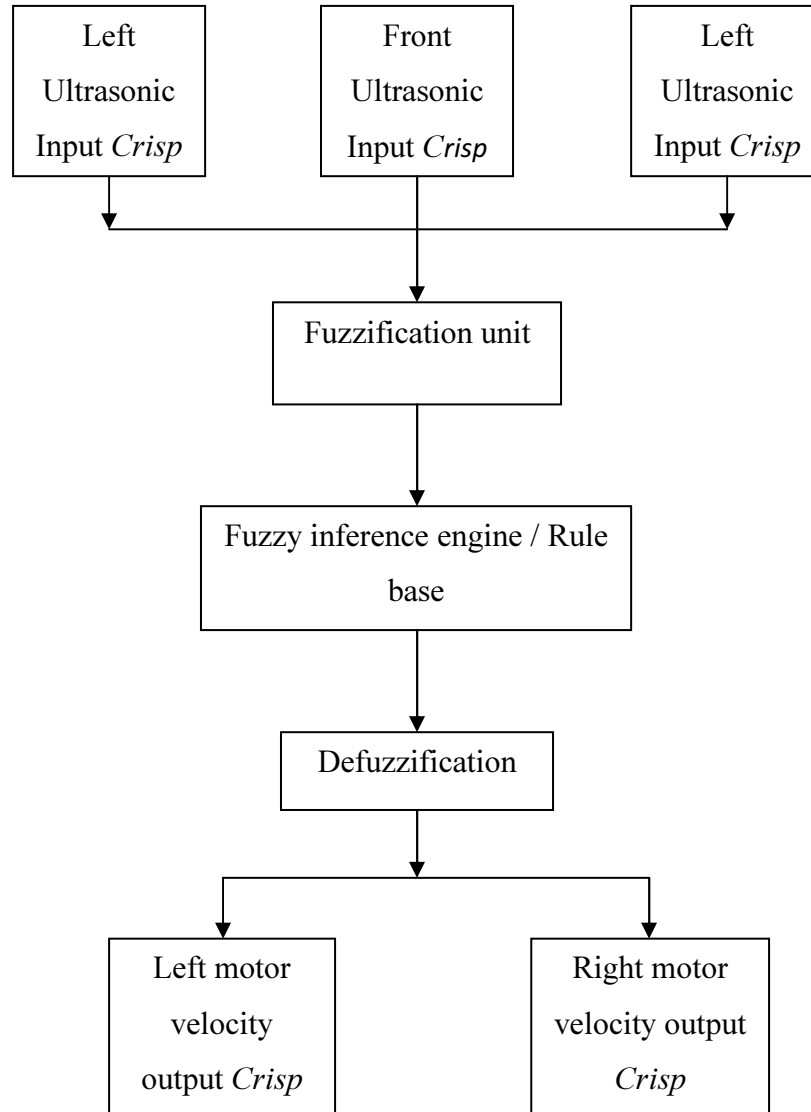 Left
Ultrasonic
Input Crisp
Front
Ultrasonic
Input Crisp
Left
Ultrasonic
Input Crisp
Fuzzification unit
Fuzzy inference engine / Rule
base
Defuzzification
Left motor
velocity
output Crisp
Right motor
velocity output
Crisp